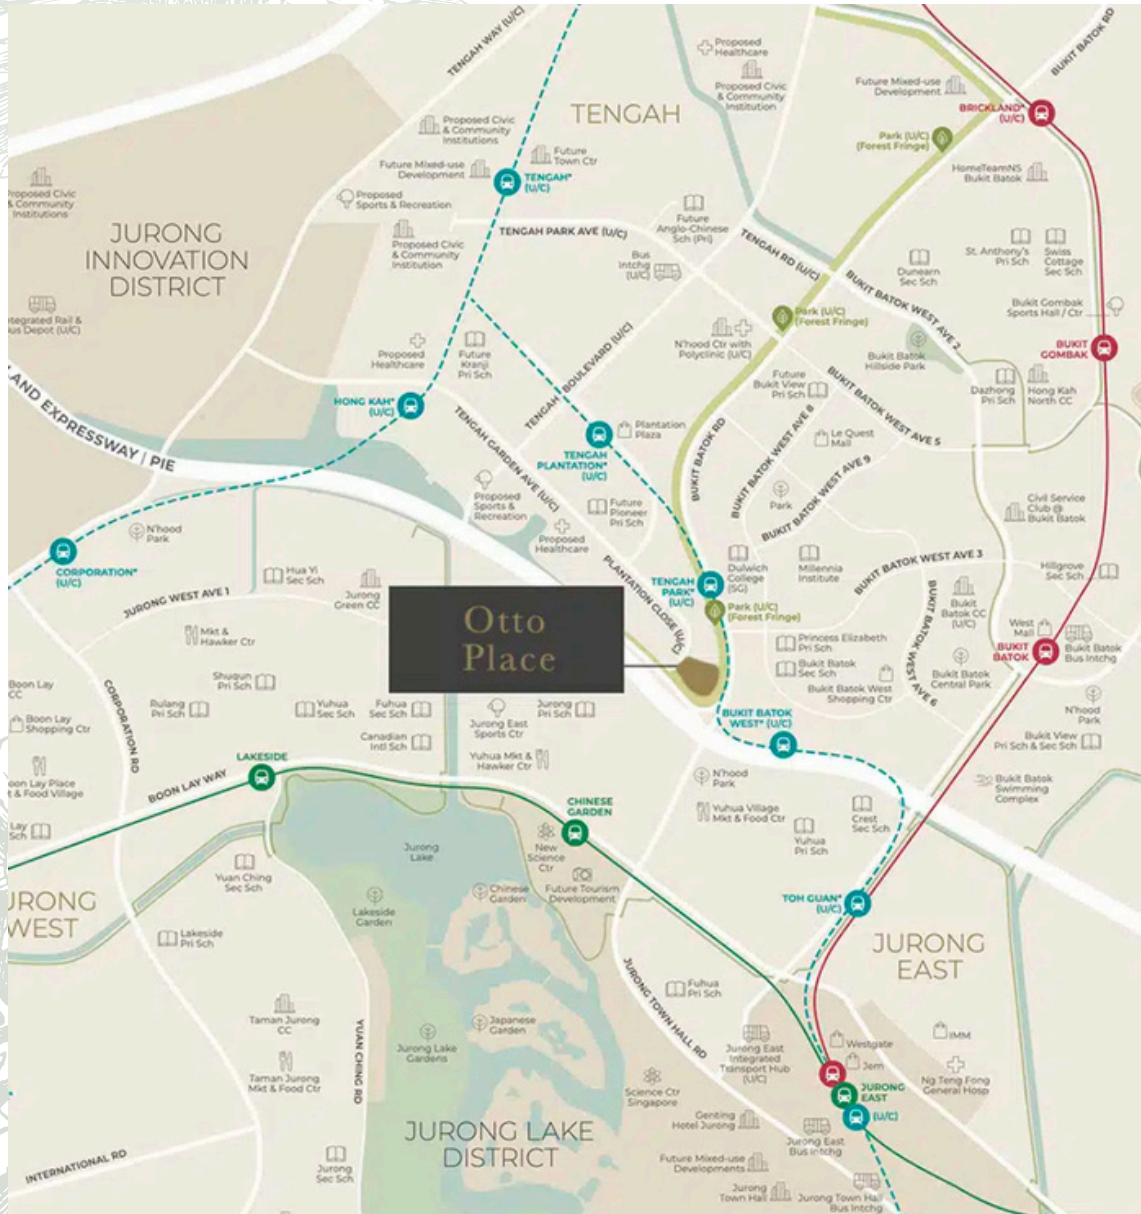 TENGAH WAY (U/C)
BUKIT BATOK RD
Proposed
Healthcare
Proposed Civic
& Community
Institution
Future Mixed-use
Development
BRICKLAND*
(U/C)
TENGAH
Proposed Civic
& Community
Institutions
Future
Town Ctr
Future Mixed-use
Development
TENGAH*
(U/C)
Park (U/C)
(Forest Fringe)
HomeTeamNS
Bukit Batok
Proposed Civic
& Community
Institutions
Proposed
Sports & Recreation
Proposed Civic
& Community
Institution
TENGAH PARK AVE (U/C)
Future
Anglo-Chinese
Sch (Pri)
Bus
Intchg
(U/C)
TENGAH RD (U/C)
BUKIT BATOK WEST AVE 2
Dunearn
Sec Sch
St. Anthony's
Pri Sch
Swiss
Cottage
Sec Sch
JURONG
INNOVATION
DISTRICT
Integrated Rail &
Bus Depot (U/C)
Bukit Gombak
Sports Hall / Ctr
Park (U/C)
(Forest Fringe)
N'hood Ctr with
Polyclinic (U/C)
Bukit Batok
Hillside Park
BUKIT
GOMBAK
Proposed
Healthcare
Future
Kranji
Pri Sch
TENGAH BOULEVARD (U/C)
Future
Bukit View
Pri Sch
Dazhong
Pri Sch
Hong Kah
North CC
HONG KAH*
(U/C)
BUKIT BATOK WEST AVE 5
BUKIT BATOK WEST AVE 8
Le Quest
Mall
AND EXPRESSWAY | PIE
TENGAH GARDEN AVE (U/C)
Plantation
Plaza
TENGAH
PLANTATION*
(U/C)
BUKIT BATOK RD
BUKIT BATOK WEST AVE 9
Park
Proposed
Sports &
Recreation
Future
Pioneer
Pri Sch
Civil Service
Club @
Bukit Batok
N'hood
Park
Proposed
Healthcare
CORPORATION*
(U/C)
Hua Yi
Sec Sch
Jurong
Green CC
JURONG WEST AVE 1
PLANTATION CLOSE (U/C)
TENGAH
PARK*
(U/C)
Dulwich
College
(SG)
Millennia
Institute
BUKIT BATOK WEST AVE 3
Hillgrove
Sec Sch
Park (U/C)
(Forest Fringe)
Bukit
Batok CC
(U/C)
BUKIT BATOK WEST AVE 6
West
Mall
BUKIT
BATOK
Bukit Batok
Bus Intchg
Otto
Place
Mkt &
Hawker Ctr
Princess Elizabeth
Pri Sch
Bukit Batok
Sec Sch
Bukit Batok West
Shopping Ctr
Bukit Batok
Central Park
Shuqun
Pri Sch
Boon Lay
CC
Boon Lay
Shopping Ctr
CORPORATION RD
Rulang
Pri Sch
Yuhua
Sec Sch
Fuhua
Sec Sch
Canadian
Intl Sch
Jurong East
Sports Ctr
Jurong
Pri Sch
BUKIT BATOK
WEST* (U/C)
N'hood
Park
Bukit View
Pri Sch & Sec Sch
Yuhua Mkt &
Hawker Ctr
LAKESIDE
BOON LAY WAY
Boon Lay Place
Mkt & Food Village
N'hood
Park
Bukit Batok
Swimming
Complex
Lay
Sch
CHINESE
GARDEN
Yuhua Village
Mkt & Food Ctr
Crest
Sec Sch
Yuhua
Pri Sch
Yuan Ching
Sec Sch
Jurong
Lake
New
Science
Ctr
Future Tourism
Development
Chinese
Garden
Lakeside
Garden
TOH GUAN*
(U/C)
JURONG
WEST
Lakeside
Pri Sch
JURONG
EAST
JURONG TOWN HALL RD
Fuhua
Pri Sch
Taman Jurong
CC
YUAN CHING RD
Japanese
Garden
Jurong Lake
Gardens
Jurong East
Integrated
Transport Hub
(U/C)
Westgate
IMM
Jem
Taman Jurong
Mkt & Food Ctr
Science Ctr
Singapore
JURONG
EAST
(U/C)
Ng Teng Fong
General Hosp
JURONG LAKE
DISTRICT
Genting
Hotel Jurong
Jurong East
Bus Intchg
INTERNATIONAL RD
Jurong
Sec Sch
Future Mixed-use
Developments
Jurong
Town Hall
Jurong Town Hall
Bus Intchg